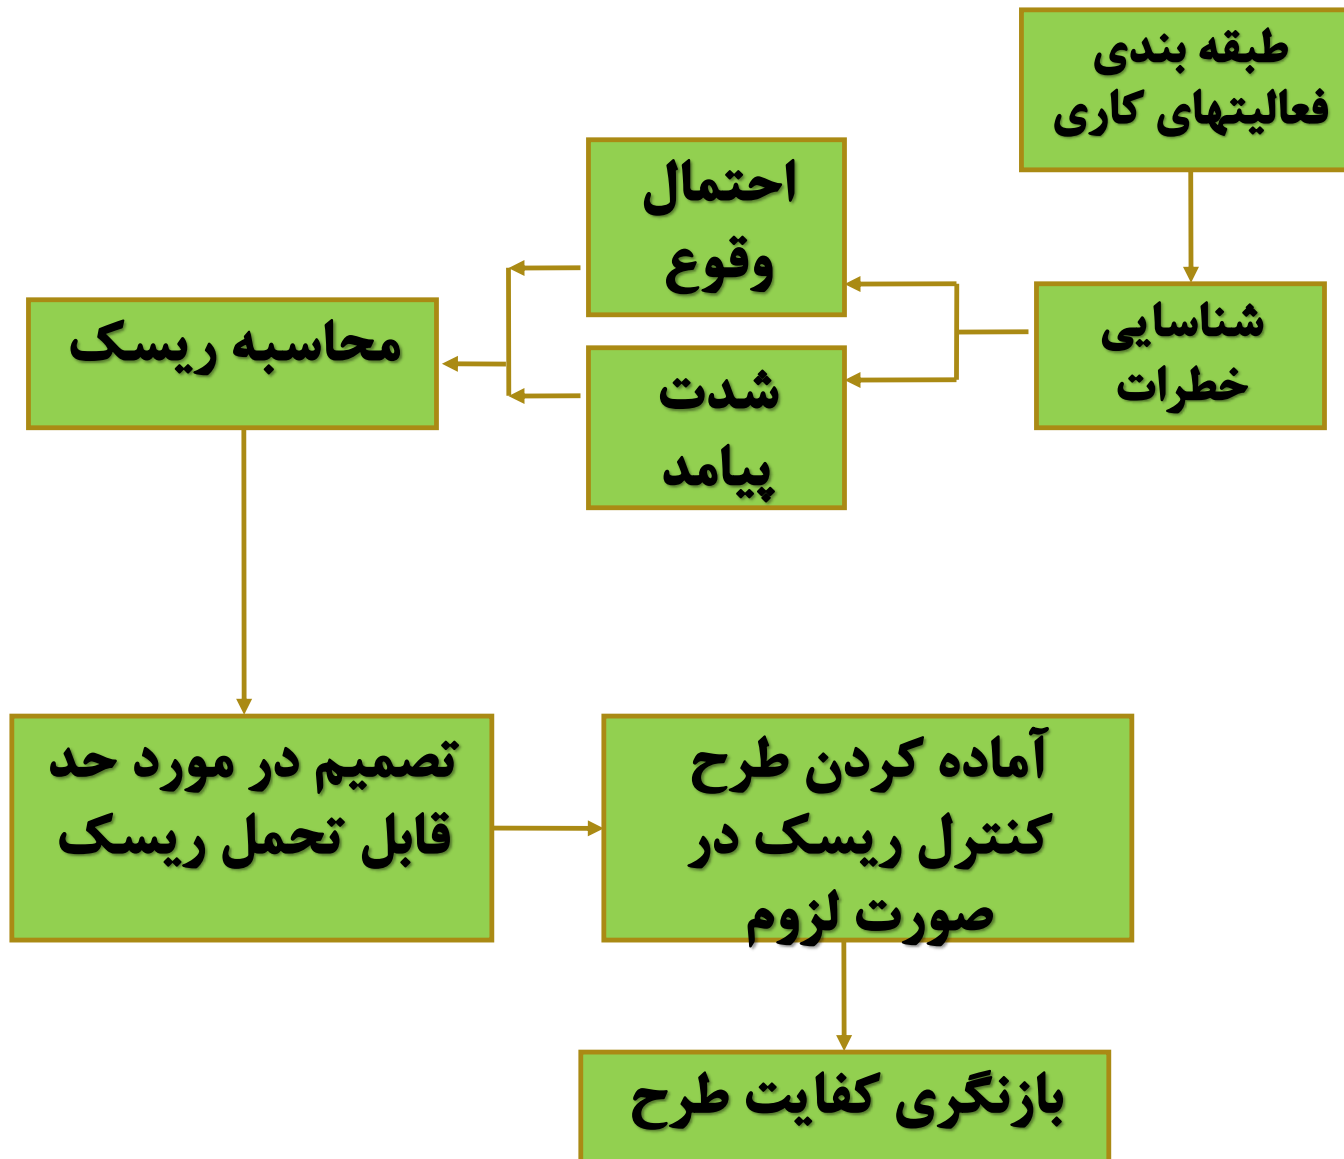 طبقه بندی
فعالیتهای کاری
شناسایی
خطرات
احتمال
وقوع
شدت
پیامد
محاسبه ریسک
تصمیم در مورد حد
قابل تحمل ریسک
آماده کردن طرح
کنترل ریسک در
صورت لزوم
بازنگری کفایت طرح